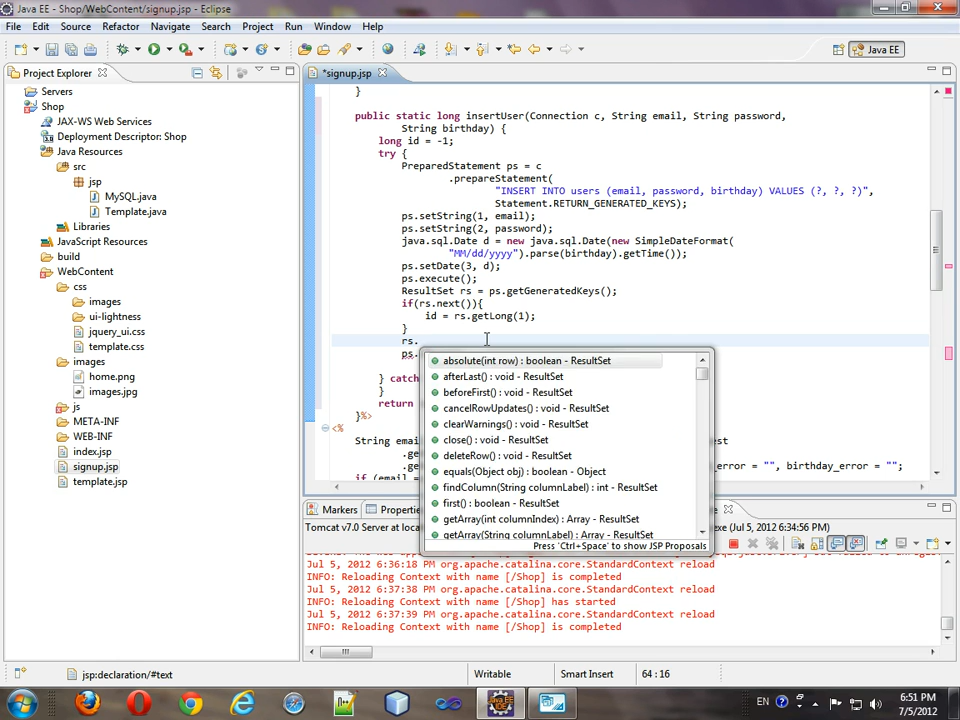 Java EE - Shop/WebContent/signup.jsp - Eclipse
File Edit Source Refactor Navigate Search Project Run Window Help
Java EE
Project Explorer
*signup.jsp
Servers
Shop
JAX-WS Web Services
Deployment Descriptor: Shop
Java Resources
src
jsp
MySQL.java
Template.java
Libraries
JavaScript Resources
build
WebContent
css
images
ui-lightness
jquery_ui.css
template.css
images
home.png
images.jpg
js
META-INF
WEB-INF
index.jsp
signup.jsp
template.jsp
}
public static long insertUser(Connection c, String email, String password,
String birthday) {
long id = -1;
try {
PreparedStatement ps = c
.prepareStatement(
"INSERT INTO users (email, password, birthday) VALUES (?, ?, ?)",
Statement.RETURN_GENERATED_KEYS);
ps.setString(1, email);
ps.setString(2, password);
java.sql.Date d = new java.sql.Date(new SimpleDateFormat(
"MM/dd/yyyy").parse(birthday).getTime());
ps.setDate(3, d);
ps.execute();
ResultSet rs = ps.getGeneratedKeys();
if(rs.next()){
id = rs.getLong(1);
}
rs.
ps.
} catch
}
return
}%>
<%
String emai
.ge
.ge
if (email =
est
h_error = "", birthday_error = "";
absolute(int row) : boolean - ResultSet
afterLast() : void - ResultSet
beforeFirst() : void - ResultSet
cancelRowUpdates() : void - ResultSet
clearWarnings() : void - ResultSet
close() : void - ResultSet
deleteRow() : void - ResultSet
equals(Object obj) : boolean - Object
findColumn(String columnLabel) : int - ResultSet
first() : boolean - ResultSet
getArray(int columnIndex) : Array - ResultSet
getArray(String columnLabel) : Array - ResultSet
Press 'Ctrl+Space' to show JSP Proposals
Markers Propertie
Tomcat v7.0 Server at loca
exe (Jul 5, 2012 6:34:56 PM)
Jul 5, 2012 6:36:18 PM org.apache.catalina.core.StandardContext reload
INFO: Reloading Context with name [/Shop] is completed
Jul 5, 2012 6:37:38 PM org.apache.catalina.core.StandardContext reload
INFO: Reloading Context with name [/Shop] has started
Jul 5, 2012 6:37:39 PM org.apache.catalina.core.StandardContext reload
INFO: Reloading Context with name [/Shop] is completed
jsp:declaration/#text
Writable
Smart Insert
64 : 16
EN
6:51 PM
7/5/2012